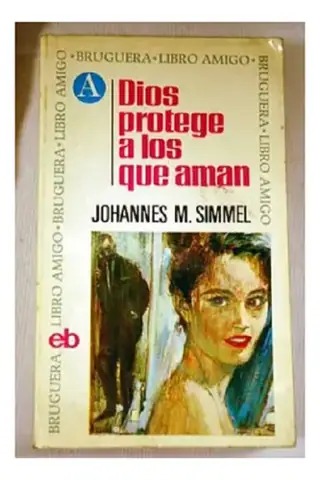 · BRUGUERA · LIBRO AMIGO ·
BRUGUERA · LIBRO AMIGO · BRUGUERA · LIBRO AMIGO
BRUGUERA · LIBRO AMIGO
A
Dios
protege
a los
que aman
JOHANNES M. SIMMEL
eb